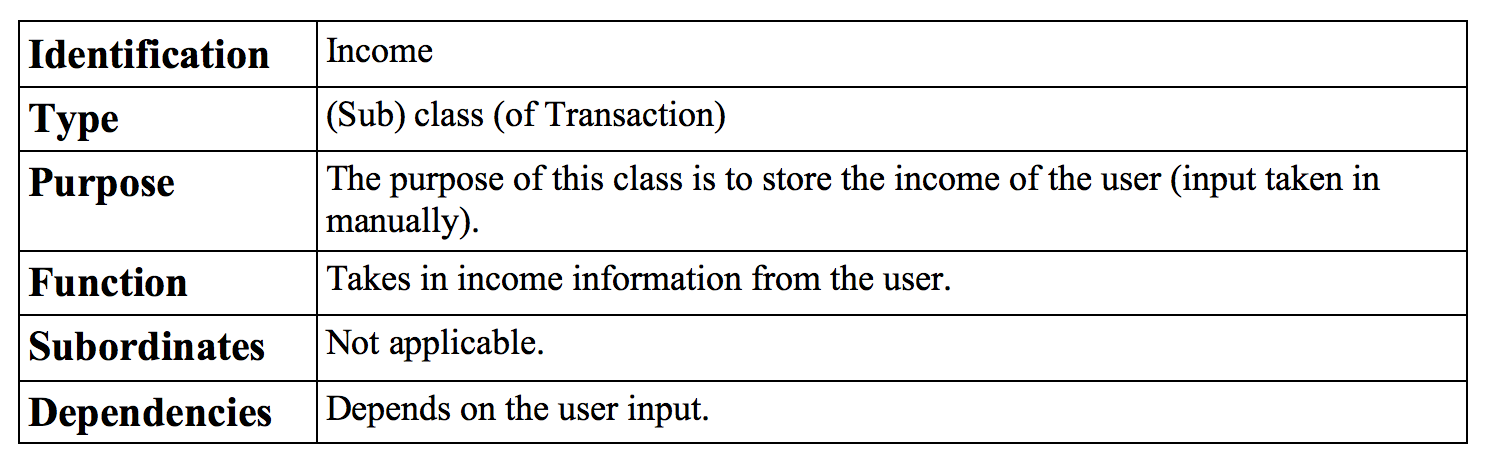 Identification Income
Type (Sub) class (of Transaction)
Purpose The purpose of this class is to store the income of the user (input taken in
manually).
Function Takes in income information from the user.
Subordinates Not applicable.
Dependencies Depends on the user input.